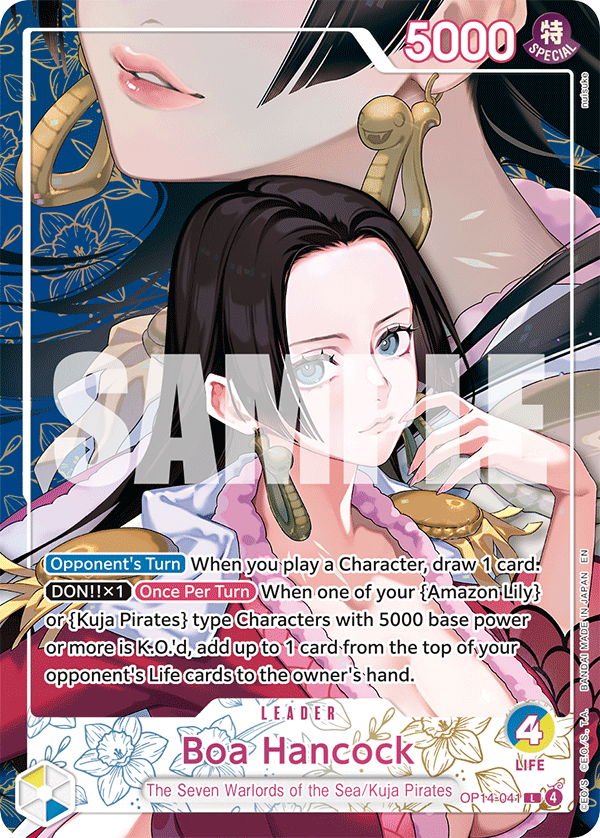 5000
特
SPECIAL
nuisuke
SAMPLE
Opponent's Turn When you play a Character, draw 1 card.
DON!!×1 Once Per Turn When one of your {Amazon Lily}
or {Kuja Pirates} type Characters with 5000 base power
or more is K.O.'d, add up to 1 card from the top of your
opponent's Life cards to the owner's hand.
LEADER
Boa Hancock
4
LIFE
The Seven Warlords of the Sea/Kuja Pirates
OP14-041 L 4
©EO/S ©EO/S, T.A. BANDAI MADE IN JAPAN EN